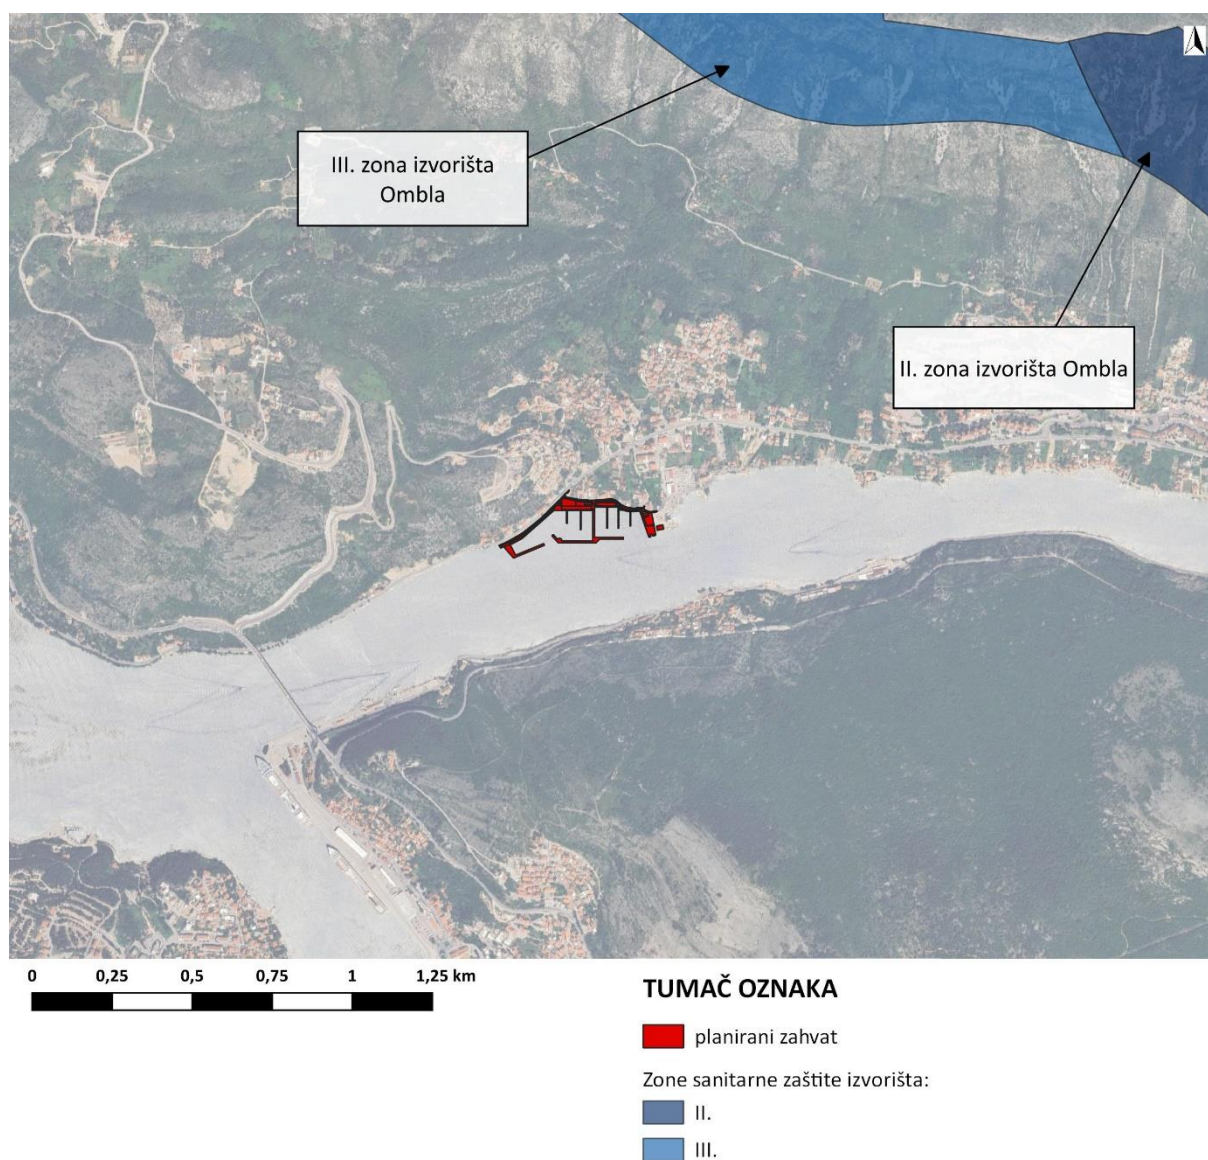 III. zona izvorišta
Ombla
II. zona izvorišta Ombla
0 0,25 0,5 0,75 1 1,25 km
TUMAČ OZNAKA
planirani zahvat
Zone sanitarne zaštite izvorišta:
II.
III.